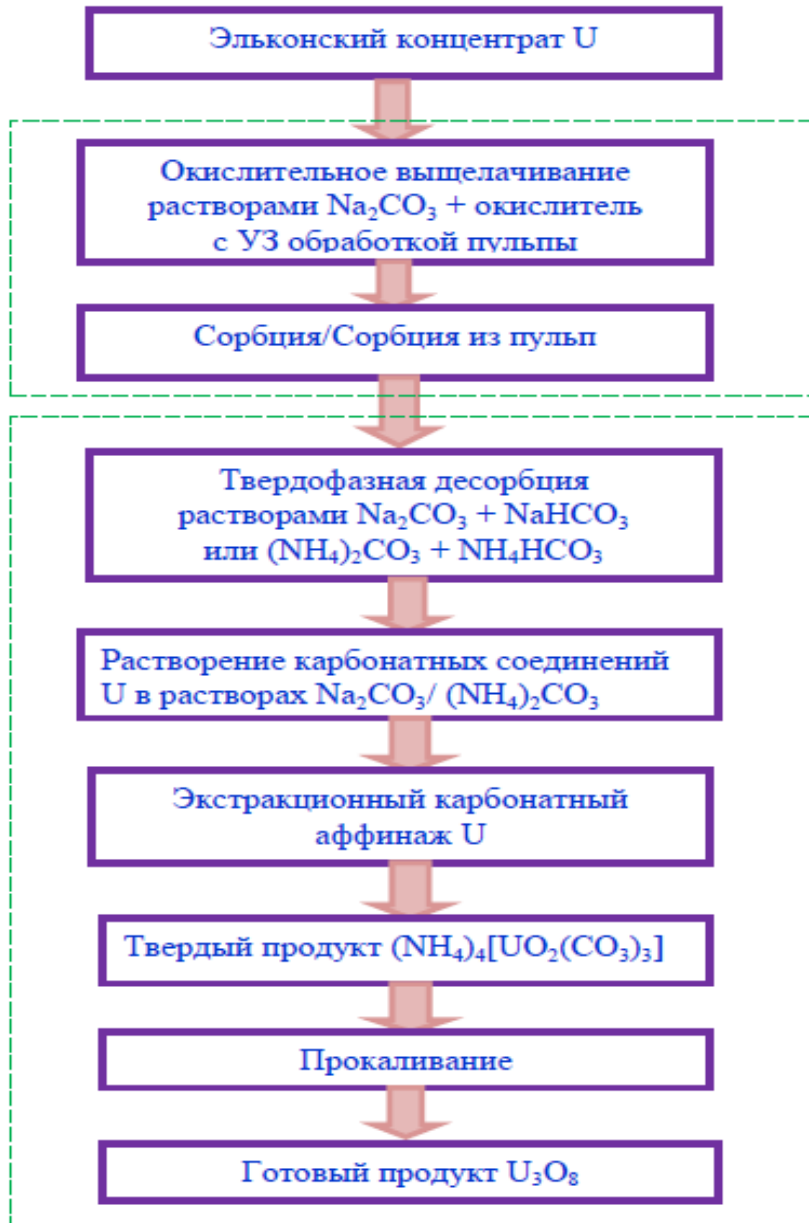 Эльконский концентрат U
Окислительное выщелачивание
растворами Na₂CO₃ + окислитель
с УЗ обработкой пульпы
Сорбция/Сорбция из пульп
Твердофазная десорбция
растворами Na₂CO₃ + NaHCO₃
или (NH₄)₂CO₃ + NH₄HCO₃
Растворение карбонатных соединений
U в растворах Na₂CO₃/ (NH₄)₂CO₃
Экстракционный карбонатный
аффинаж U
Твердый продукт (NH₄)₄[UO₂(CO₃)₃]
Прокаливание
Готовый продукт U₃O₈